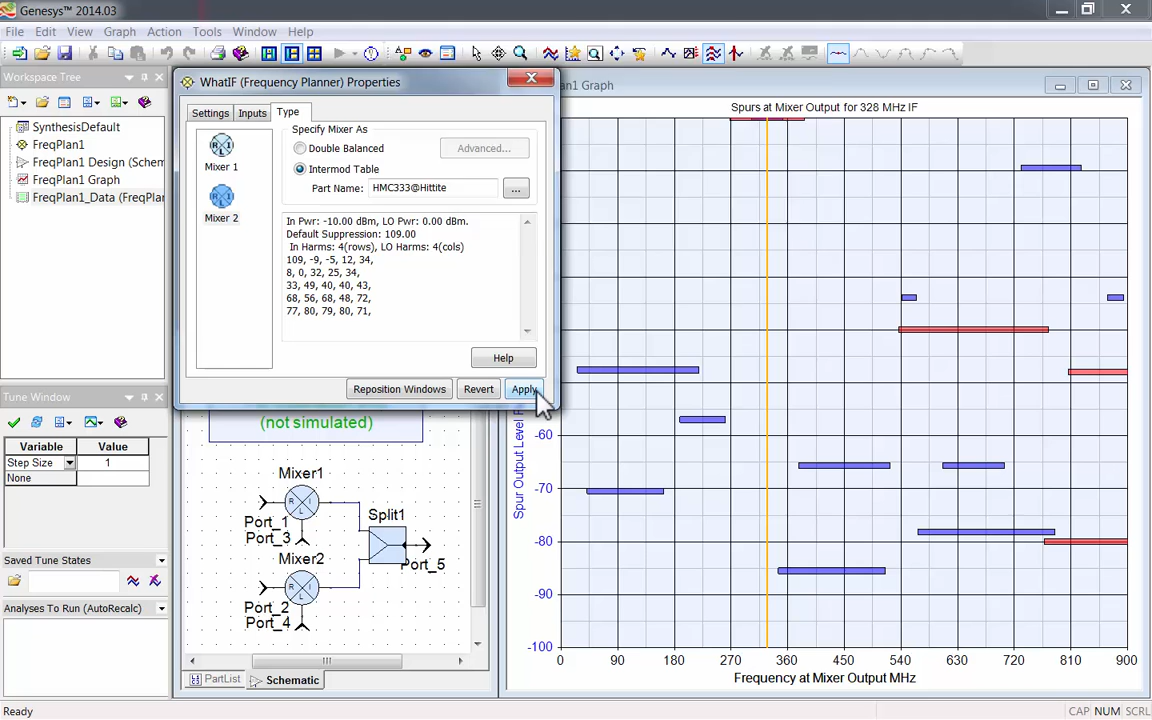 Genesys™ 2014.03
File Edit View Graph Action Tools Window Help
Workspace Tree
SynthesisDefault
FreqPlan1
FreqPlan1 Design (Schem
FreqPlan1 Graph
FreqPlan1_Data (FreqPlan
WhatIF (Frequency Planner) Properties
Settings Inputs Type
Mixer 1
Mixer 2
Specify Mixer As
Double Balanced
Advanced...
Intermod Table
Part Name: HMC333@Hittite ...
In Pwr: -10.00 dBm, LO Pwr: 0.00 dBm.
Default Suppression: 109.00
In Harms: 4(rows), LO Harms: 4(cols)
109, -9, -5, 12, 34,
8, 0, 32, 25, 34,
33, 49, 40, 40, 43,
68, 56, 68, 48, 72,
77, 80, 79, 80, 71,
Help
Reposition Windows Revert Apply
Tune Window
Variable Value
Step Size 1
None
Saved Tune States
Analyses To Run (AutoRecalc)
(not simulated)
Mixer1
R I
L
Port_1
Port_3
Split1
Mixer2
R I
L
Port_5
Port_2
Port_4
PartList Schematic
an1 Graph
Spurs at Mixer Output for 328 MHz IF
Spur Output Level
-60
-70
-80
-90
-100
0 90 180 270 360 450 540 630 720 810 900
Frequency at Mixer Output MHz
Ready
CAP NUM SCRL